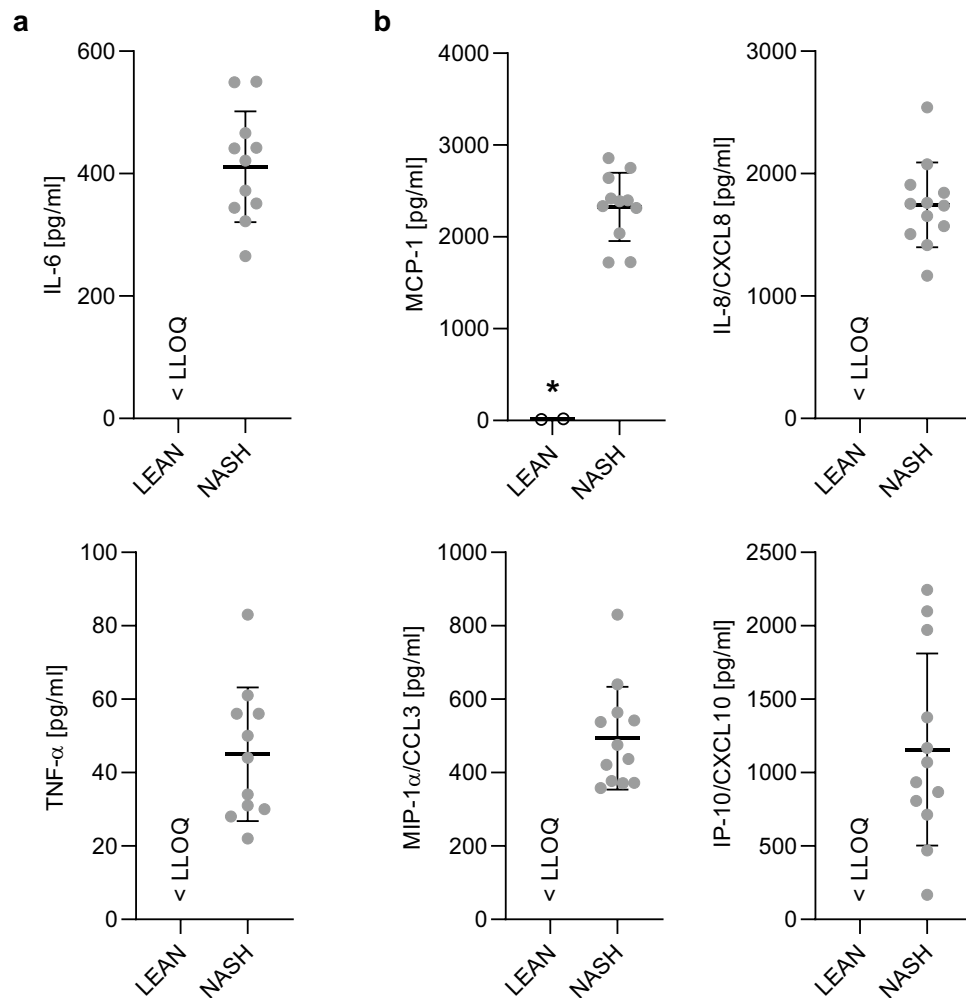 a
IL-6 [pg/ml]
600
400
200
0
< LLOQ
LEAN
NASH
b
MCP-1 [pg/ml]
4000
3000
2000
1000
0
*
LEAN
NASH
IL-8/CXCL8 [pg/ml]
3000
2000
1000
0
< LLOQ
LEAN
NASH
TNF-α [pg/ml]
100
80
60
40
20
0
< LLOQ
LEAN
NASH
MIP-1α/CCL3 [pg/ml]
1000
800
600
400
200
0
< LLOQ
LEAN
NASH
IP-10/CXCL10 [pg/ml]
2500
2000
1500
1000
500
0
< LLOQ
LEAN
NASH